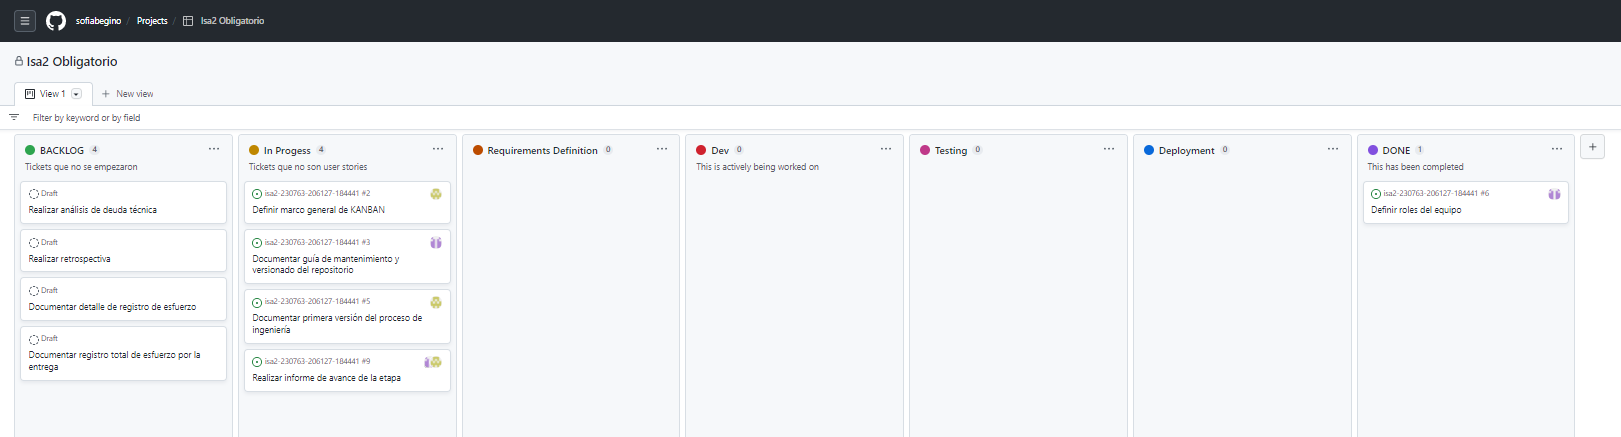 sofiabegino / Projects / Isa2 Obligatorio
Isa2 Obligatorio
View 1
New view
Filter by keyword or by field
BACKLOG 4
Tickets que no se empezaron
Draft
Realizar análisis de deuda técnica
Draft
Realizar retrospectiva
Draft
Documentar detalle de registro de esfuerzo
Draft
Documentar registro total de esfuerzo por la
entrega
In Progess 4
Tickets que no son user stories
isa2-230763-206127-184441 #2
Definir marco general de KANBAN
isa2-230763-206127-184441 #3
Documentar guía de mantenimiento y
versionado del repositorio
isa2-230763-206127-184441 #5
Documentar primera versión del proceso de
ingeniería
isa2-230763-206127-184441 #9
Realizar informe de avance de la etapa
Requirements Definition 0
Dev 0
This is actively being worked on
Testing 0
Deployment 0
DONE 1
This has been completed
isa2-230763-206127-184441 #6
Definir roles del equipo